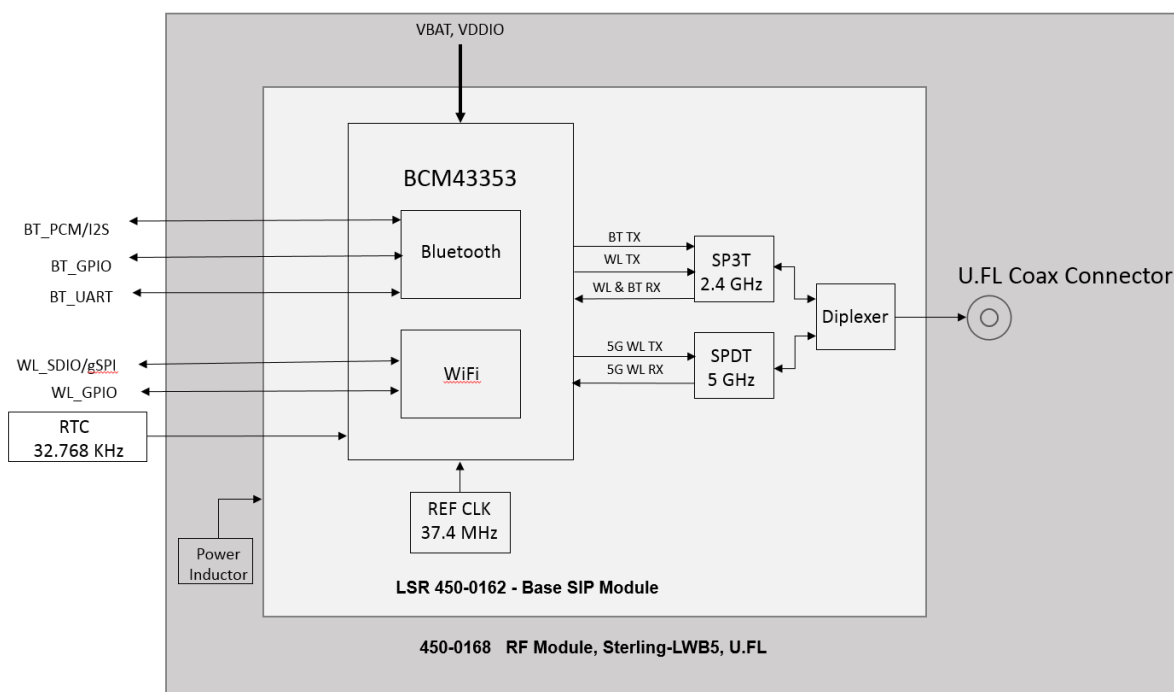 VBAT, VDDIO
BCM43353
BT_PCM/I2S
Bluetooth
BT_GPIO
BT_UART
BT TX
WL TX
WL & BT RX
SP3T
2.4 GHz
U.FL Coax Connector
Diplexer
WL_SDIO/gSPI
WL_GPIO
WiFi
5G WL TX
5G WL RX
SPDT
5 GHz
RTC
32.768 KHz
REF CLK
37.4 MHz
Power
Inductor
LSR 450-0162 - Base SIP Module
450-0168 RF Module, Sterling-LWB5, U.FL